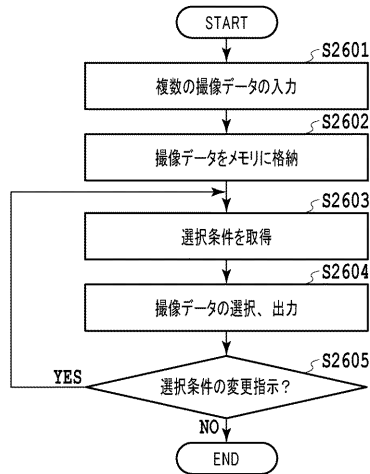 START
S2601
複数の撮像データの入力
S2602
撮像データをメモリに格納
S2603
選択条件を取得
S2604
撮像データの選択、出力
S2605
選択条件の変更指示?
YES
NO
END